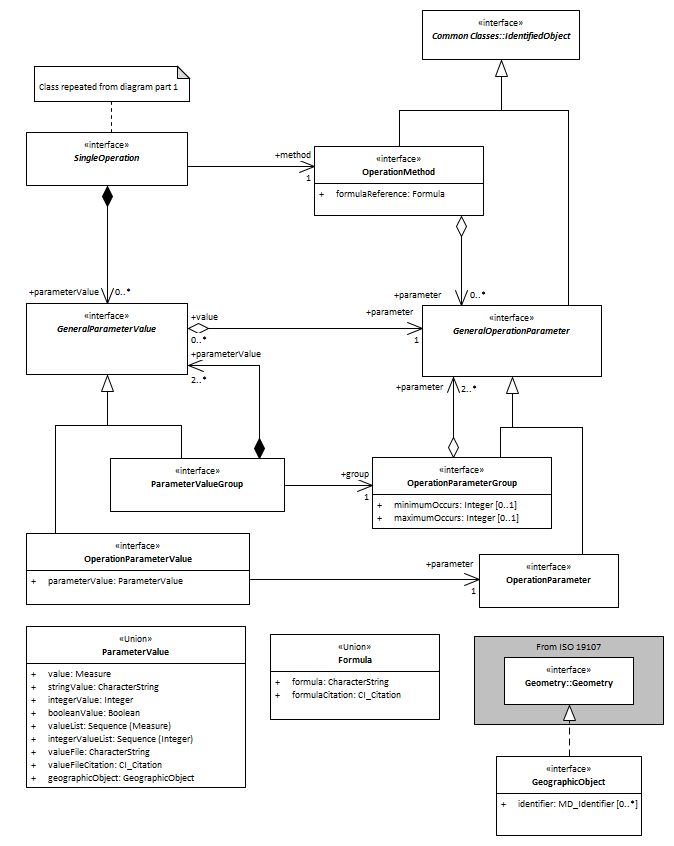 «interface»
Common Classes::IdentifiedObject
Class repeated from diagram part 1
«interface»
SingleOperation
+method
1
«interface»
OperationMethod
+ formulaReference: Formula
+parameterValue
0..*
+parameter
0..*
«interface»
GeneralParameterValue
+value
0..*
+parameter
1
«interface»
GeneralOperationParameter
+parameterValue
2..*
+parameter
2..*
«interface»
ParameterValueGroup
+group
1
«interface»
OperationParameterGroup
+ minimumOccurs: Integer [0..1]
+ maximumOccurs: Integer [0..1]
«interface»
OperationParameterValue
+ parameterValue: ParameterValue
+parameter
1
«interface»
OperationParameter
«Union»
ParameterValue
+ value: Measure
+ stringValue: CharacterString
+ integerValue: Integer
+ booleanValue: Boolean
+ valueList: Sequence (Measure)
+ integerValueList: Sequence (Integer)
+ valueFile: CharacterString
+ valueFileCitation: CI_Citation
+ geographicObject: GeographicObject
«Union»
Formula
+ formula: CharacterString
+ formulaCitation: CI_Citation
From ISO 19107
«interface»
Geometry::Geometry
«interface»
GeographicObject
+ identifier: MD_Identifier [0..*]